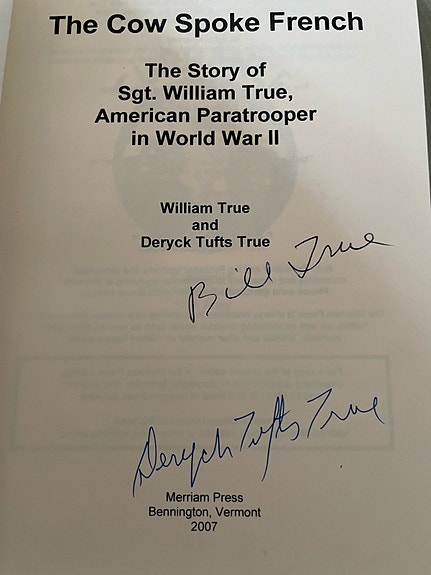 The Cow Spoke French
The Story of
Sgt. William True,
American Paratrooper
in World War II
William True
and
Deryck Tufts True
Bill True
Deryck Tufts True
Merriam Press
Bennington, Vermont
2007